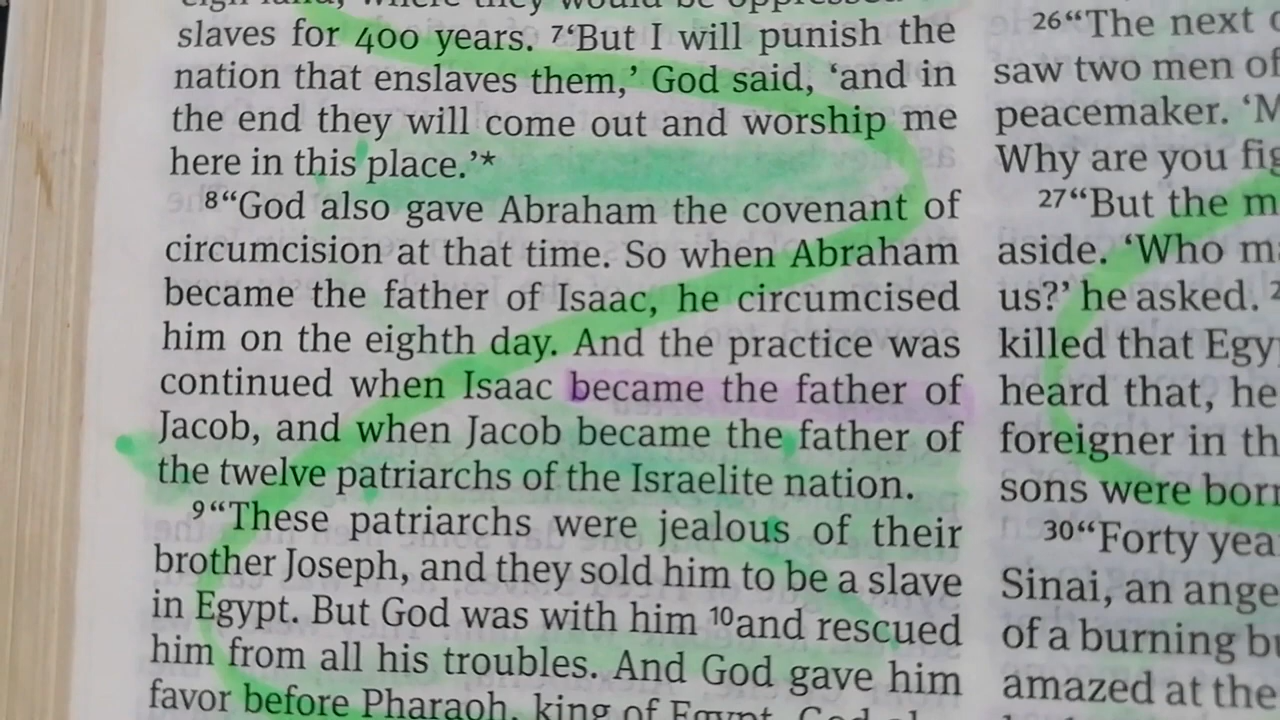 slaves for 400 years. 7‘But I will punish the
nation that enslaves them,’ God said, ‘and in
the end they will come out and worship me
here in this place.’*
8“God also gave Abraham the covenant of
circumcision at that time. So when Abraham
became the father of Isaac, he circumcised
him on the eighth day. And the practice was
continued when Isaac became the father of
Jacob, and when Jacob became the father of
the twelve patriarchs of the Israelite nation.
9“These patriarchs were jealous of their
brother Joseph, and they sold him to be a slave
in Egypt. But God was with him 10and rescued
him from all his troubles. And God gave him
favor before Pharaoh, king of Egypt. God
26“The next
saw two men of
peacemaker. ‘M
Why are you fig
27“But the m
aside. ‘Who m
us?’ he asked. 2
killed that Egy
heard that, he
foreigner in th
sons were born
30“Forty yea
Sinai, an ange
of a burning bu
amazed at the